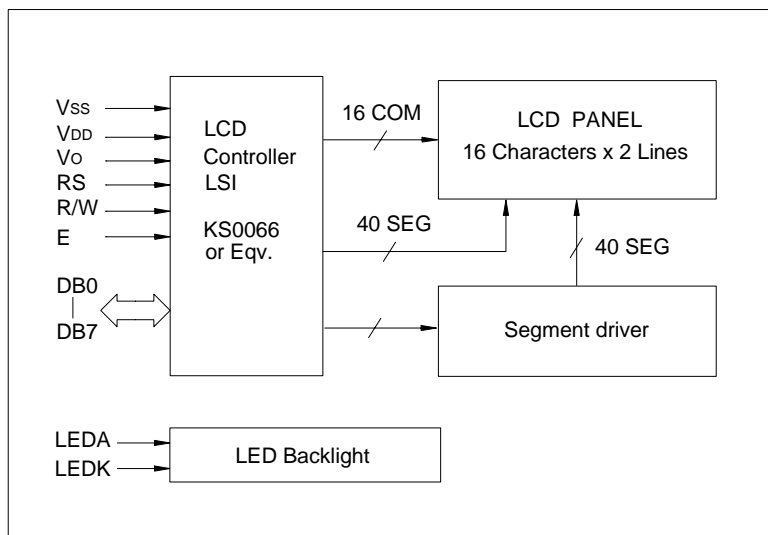 Vss
VDD
Vo
RS
R/W
E
DB0
DB7
LCD
Controller
LSI
KS0066
or Eqv.
16 COM
40 SEG
LCD PANEL
16 Characters x 2 Lines
40 SEG
Segment driver
LEDA
LEDK
LED Backlight